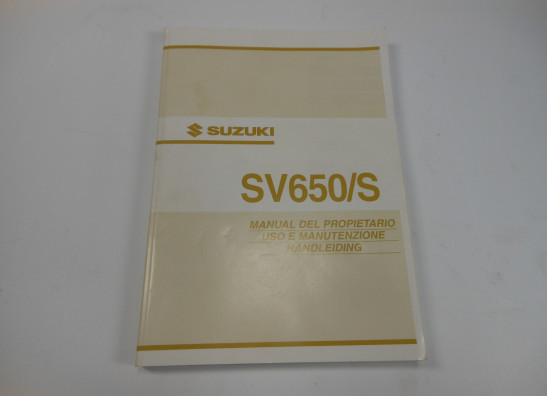 SUZUKI
SV650/S
MANUAL DEL PROPIETARIO
USO E MANUTENZIONE
HANDLEIDING